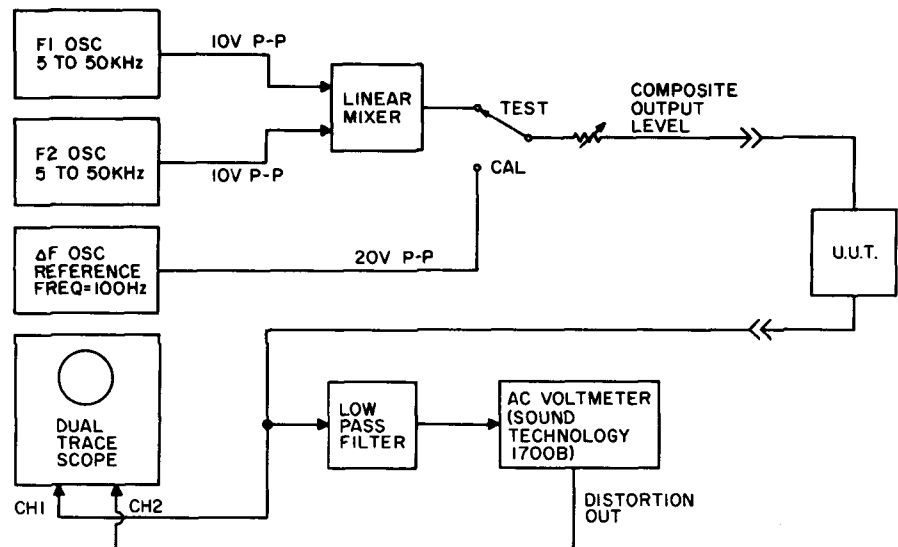 F1 OSC
5 TO 50KHz
10V P-P
LINEAR
MIXER
TEST
COMPOSITE
OUTPUT
LEVEL
F2 OSC
5 TO 50KHz
10V P-P
CAL
ΔF OSC
REFERENCE
FREQ=100Hz
20V P-P
U.U.T.
DUAL
TRACE
SCOPE
LOW
PASS
FILTER
AC VOLTMETER
(SOUND
TECHNOLOGY
1700B)
CH1
CH2
DISTORTION
OUT